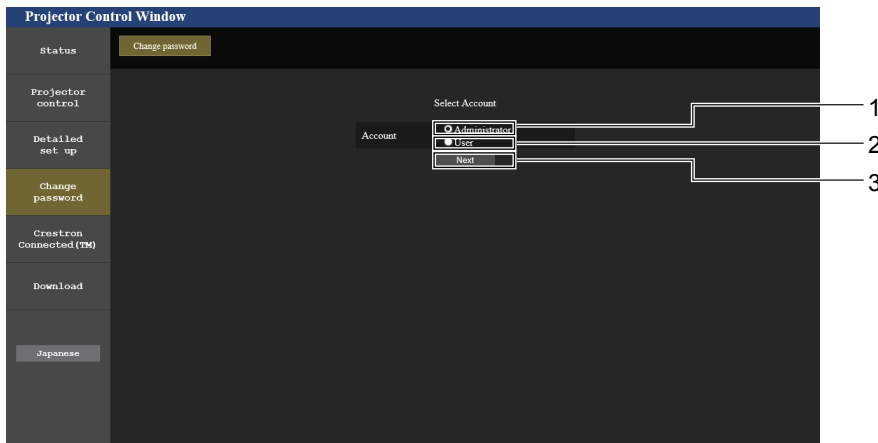 Projector Control Window
Status
Change password
Projector
control
Select Account
1
Account
Administrator
Detailed
set up
User
2
Next
3
Change
password
Crestron
Connected(TM)
Download
Japanese